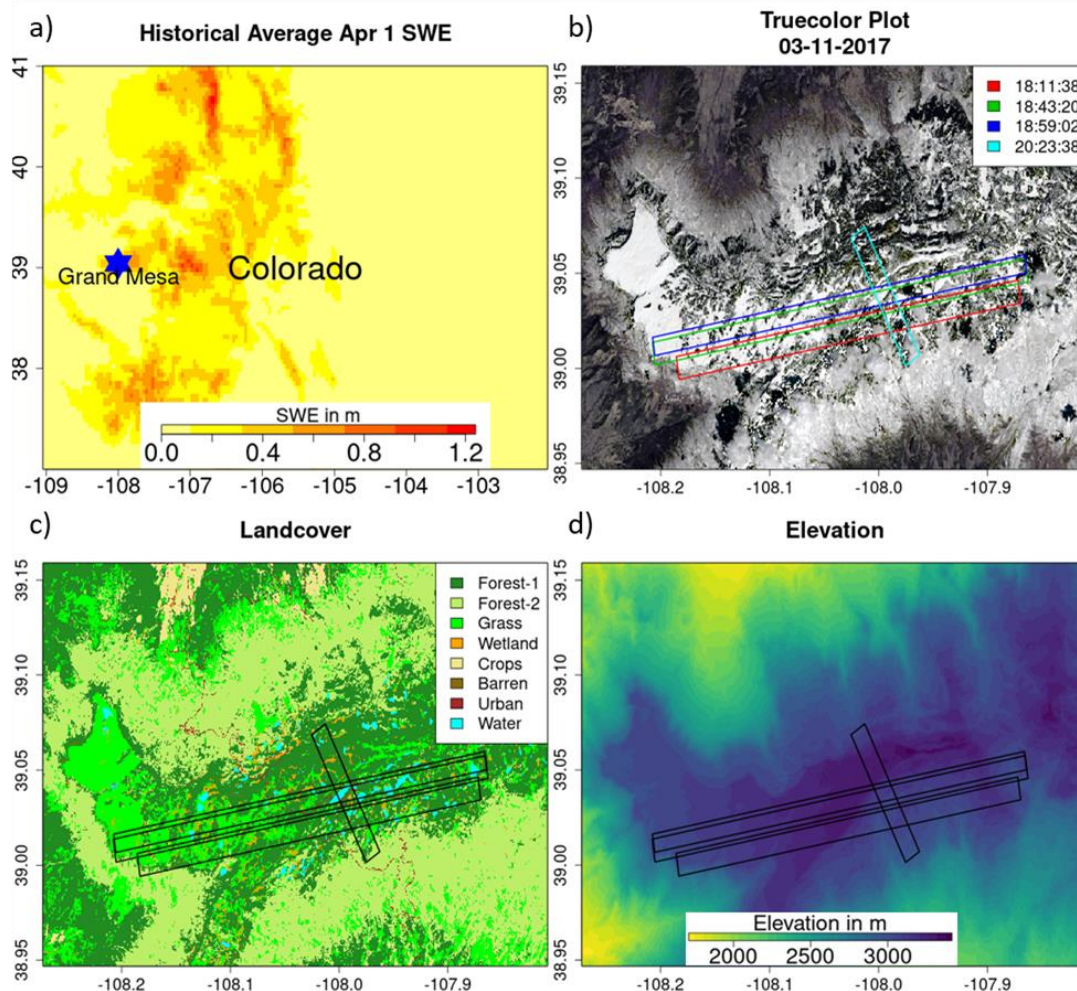 a)
Historical Average Apr 1 SWE
41
40
39
38
Grand Mesa
Colorado
SWE in m
0.0 0.4 0.8 1.2
-109 -108 -107 -106 -105 -104 -103
b)
Truecolor Plot
03-11-2017
39.15
39.10
39.05
39.00
38.95
18:11:38
18:43:20
18:59:02
20:23:38
-108.2 -108.1 -108.0 -107.9
c)
Landcover
39.15
39.10
39.05
39.00
38.95
Forest-1
Forest-2
Grass
Wetland
Crops
Barren
Urban
Water
-108.2 -108.1 -108.0 -107.9
d)
Elevation
39.15
39.10
39.05
39.00
38.95
Elevation in m
2000 2500 3000
-108.2 -108.1 -108.0 -107.9